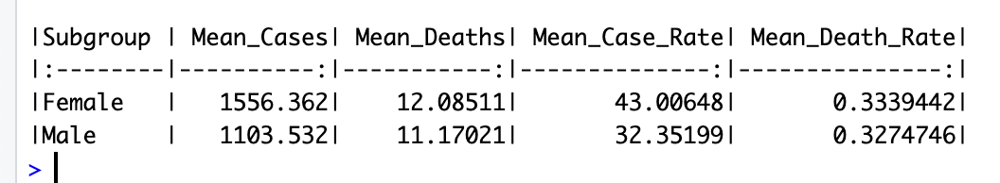 |Subgroup | Mean_Cases| Mean_Deaths| Mean_Case_Rate| Mean_Death_Rate|
|:--------|----------:|-----------:|--------------:|---------------:|
|Female   |   1556.362|    12.08511|       43.00648|       0.3339442|
|Male     |   1103.532|    11.17021|       32.35199|       0.3274746|
>